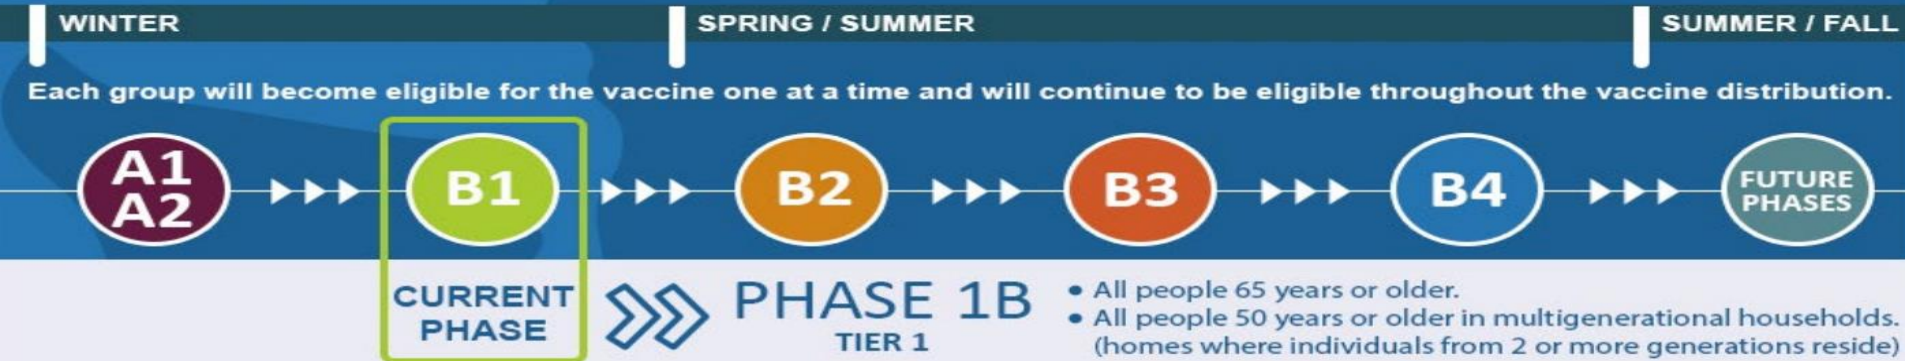 WINTER
SPRING / SUMMER
SUMMER / FALL
Each group will become eligible for the vaccine one at a time and will continue to be eligible throughout the vaccine distribution.
A1
A2
B1
B2
B3
B4
FUTURE
PHASES
CURRENT
PHASE
PHASE 1B
TIER 1
• All people 65 years or older.
• All people 50 years or older in multigenerational households.
(homes where individuals from 2 or more generations reside)